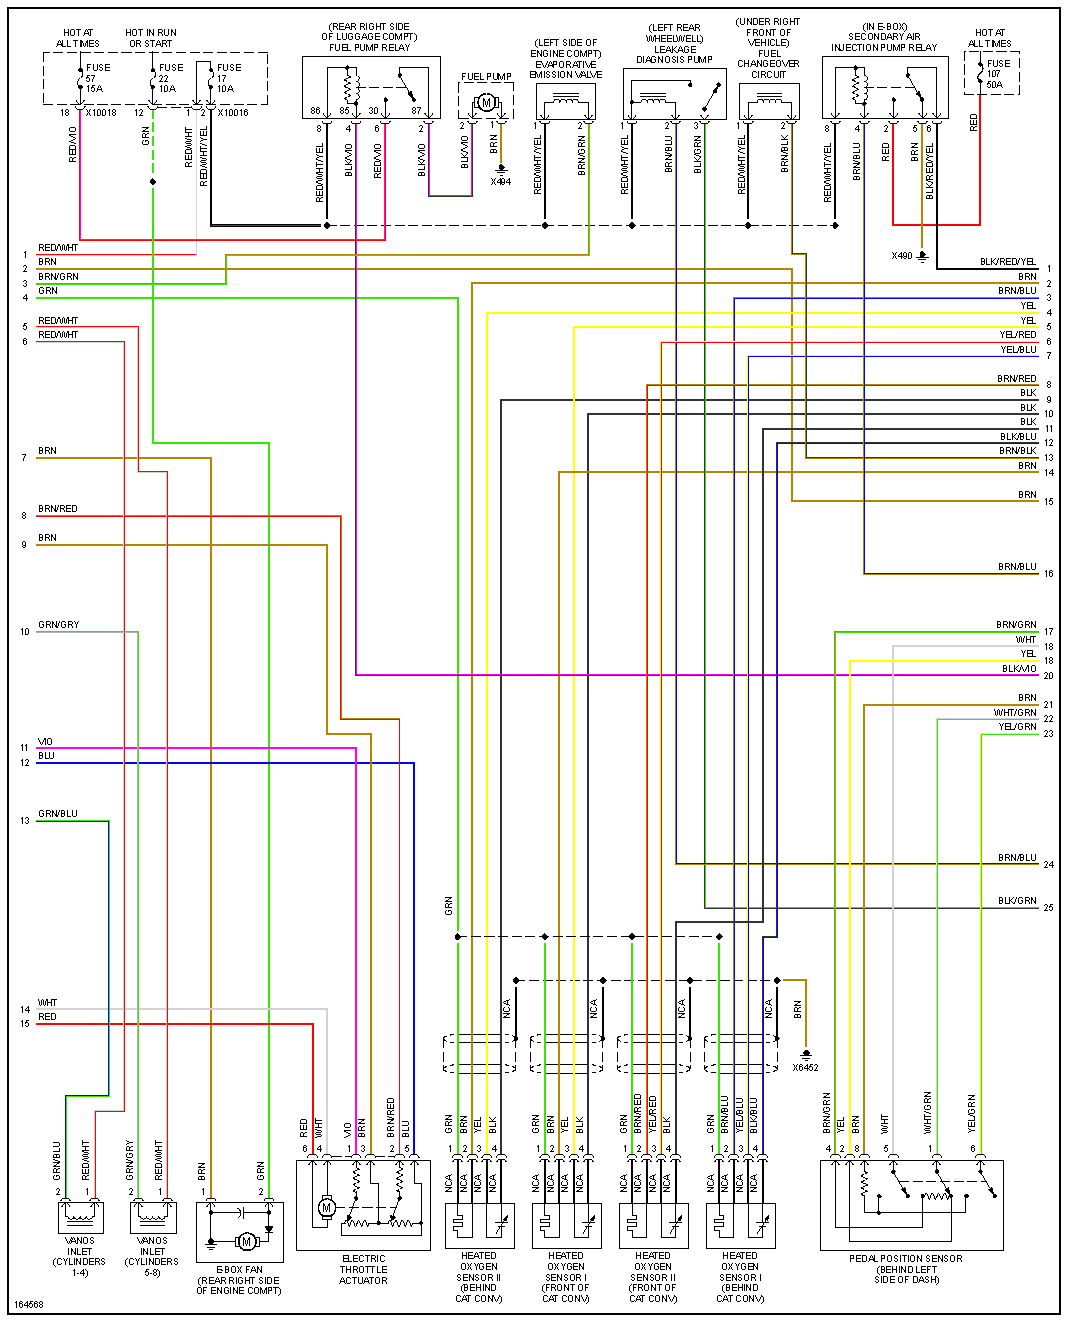 HOT AT
ALL TIMES
HOT IN RUN
OR START
(REAR RIGHT SIDE
OF LUGGAGE COMPT)
FUEL PUMP RELAY
FUEL PUMP
(LEFT SIDE OF
ENGINE COMPT)
EVAPORATIVE
EMISSION VALVE
(LEFT REAR
WHEELWELL)
LEAKAGE
DIAGNOSIS PUMP
(UNDER RIGHT
FRONT OF
VEHICLE)
FUEL
CHANGEOVER
CIRCUIT
(IN E-BOX)
SECONDARY AIR
INJECTION PUMP RELAY
HOT AT
ALL TIMES
FUSE
57
15A
FUSE
22
10A
FUSE
17
10A
FUSE
107
50A
M
86 85 30 87
18 X10018 12 1 2 X10016
8 4 6 2 2 1 1 2 1 2 3 1 2 8 4 2 5 6
RED/VIO
GRN
RED/WHT
RED/WHT/YEL
RED/WHT/YEL
BLK/VIO
RED/VIO
BLK/VIO
BLK/VIO
BRN
X494
RED/WHT/YEL
BRN/GRN
RED/WHT/YEL
BRN/BLU
BLK/GRN
RED/WHT/YEL
BRN/BLK
RED/WHT/YEL
BRN/BLU
RED
BRN
BLK/RED/YEL
RED
X490
1 RED/WHT
2 BRN
3 BRN/GRN
4 GRN
5 RED/WHT
6 RED/WHT
7 BRN
8 BRN/RED
9 BRN
10 GRN/GRY
11 VIO
12 BLU
13 GRN/BLU
14 WHT
15 RED
BLK/RED/YEL 1
BRN 2
BRN/BLU 3
YEL 4
YEL 5
YEL/RED 6
YEL/BLU 7
BRN/RED 8
BLK 9
BLK 10
BLK 11
BLK/BLU 12
BRN/BLK 13
BRN 14
BRN 15
BRN/BLU 16
BRN/GRN 17
WHT 18
YEL 18
BLK/VIO 20
BRN 21
WHT/GRN 22
YEL/GRN 23
BRN/BLU 24
BLK/GRN 25
GRN
NCA
NCA
NCA
NCA
BRN
X6452
GRN/BLU
RED/WHT
GRN/GRY
RED/WHT
BRN
GRN
RED
WHT
VIO
BRN
BRN/RED
BLU
GRN
BRN
YEL
BLK
GRN
BRN
YEL
BLK
GRN
BRN/RED
YEL/RED
BLK
GRN
BRN/BLU
YEL/BLU
BLK/BLU
BRN/GRN
YEL
BRN
WHT
WHT/GRN
YEL/GRN
6 4 1 3 2 5 1 2 3 4 1 2 3 4 1 2 3 4 1 2 3 4 4 2 8 5 1 6
2 1 2 1 1 2
NCA NCA NCA NCA NCA NCA NCA NCA NCA NCA NCA NCA NCA NCA NCA NCA
M
M
VANOS
INLET
(CYLINDERS
1-4)
VANOS
INLET
(CYLINDERS
5-8)
E-BOX FAN
(REAR RIGHT SIDE
OF ENGINE COMPT)
ELECTRIC
THROTTLE
ACTUATOR
HEATED
OXYGEN
SENSOR II
(BEHIND
CAT CONV)
HEATED
OXYGEN
SENSOR I
(FRONT OF
CAT CONV)
HEATED
OXYGEN
SENSOR II
(FRONT OF
CAT CONV)
HEATED
OXYGEN
SENSOR I
(BEHIND
CAT CONV)
PEDAL POSITION SENSOR
(BEHIND LEFT
SIDE OF DASH)
164568